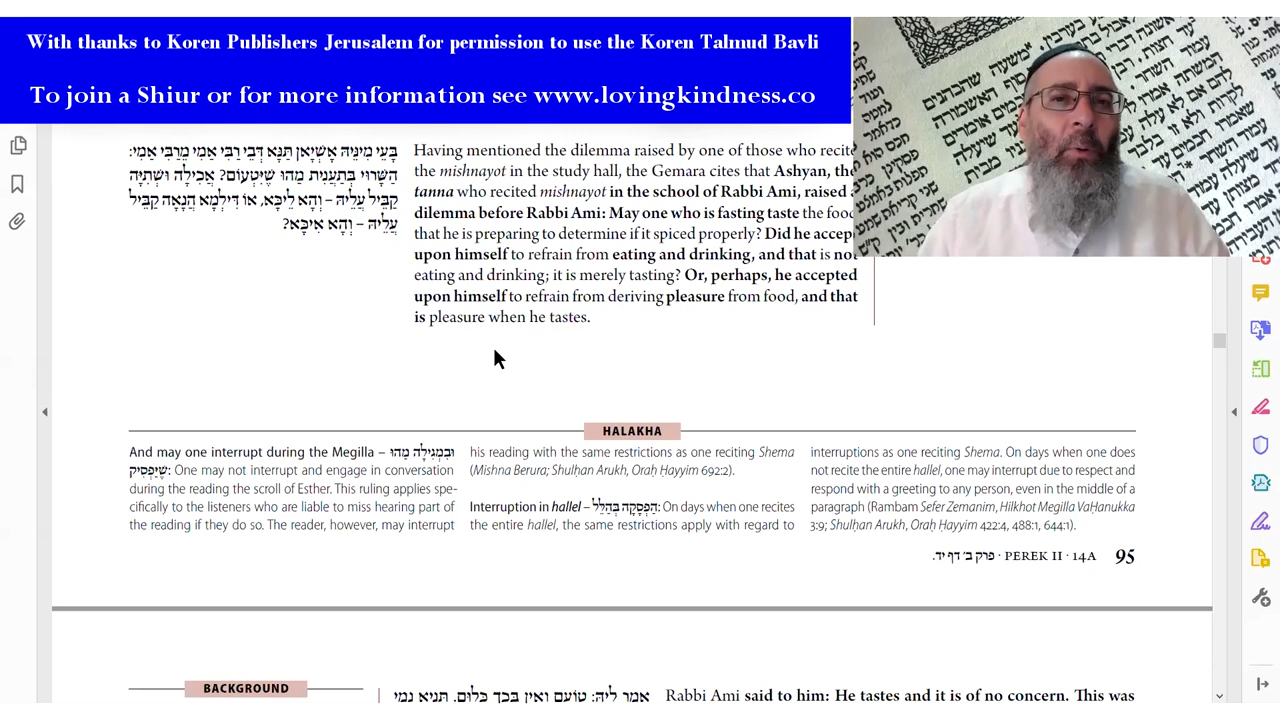 With thanks to Koren Publishers Jerusalem for permission to use the Koren Talmud Bavli
To join a Shiur or for more information see www.lovingkindness.co
בָּעֵי מִינֵּיהּ אַשְׁיָאן תַּנָּא דְּבֵי רַבִּי אַמֵּי מֵרַבִּי אַמֵּי:
הַשָּׁרוּי בְּתַעֲנִית מַהוּ שֶׁיִּטְעוֹם? אֲכִילָה וּשְׁתִיָּה
קַבֵּיל עֲלֵיהּ – וְהָא לֵיכָּא, אוֹ דִּילְמָא הֲנָאָה קַבֵּיל
עֲלֵיהּ – וְהָא אִיכָּא?
Having mentioned the dilemma raised by one of those who recite
the mishnayot in the study hall, the Gemara cites that Ashyan, the
tanna who recited mishnayot in the school of Rabbi Ami, raised a
dilemma before Rabbi Ami: May one who is fasting taste the food
that he is preparing to determine if it spiced properly? Did he accep
upon himself to refrain from eating and drinking, and that is not
eating and drinking; it is merely tasting? Or, perhaps, he accepted
upon himself to refrain from deriving pleasure from food, and that
is pleasure when he tastes.
HALAKHA
And may one interrupt during the Megilla – וּבִמְגִילָּה מַהוּ
שֶׁיַּפְסִיק: One may not interrupt and engage in conversation
during the reading the scroll of Esther. This ruling applies spe-
cifically to the listeners who are liable to miss hearing part of
the reading if they do so. The reader, however, may interrupt
his reading with the same restrictions as one reciting Shema
(Mishna Berura; Shulḥan Arukh, Oraḥ Ḥayyim 692:2).
Interruption in hallel – הַפְסָקָה בְּהַלֵּל: On days when one recites
the entire hallel, the same restrictions apply with regard to
interruptions as one reciting Shema. On days when one does
not recite the entire hallel, one may interrupt due to respect and
respond with a greeting to any person, even in the middle of a
paragraph (Rambam Sefer Zemanim, Hilkhot Megilla VaḤanukka
3:9; Shulḥan Arukh, Oraḥ Ḥayyim 422:4, 488:1, 644:1).
פרק ב׳ דף יד. · PEREK II · 14A 95
BACKGROUND
אֲמַר לֵיהּ: טוֹעֵם וְאֵין בְּכָךְ כְּלוּם. תַּנְיָא נַמֵי
Rabbi Ami said to him: He tastes and it is of no concern. This was